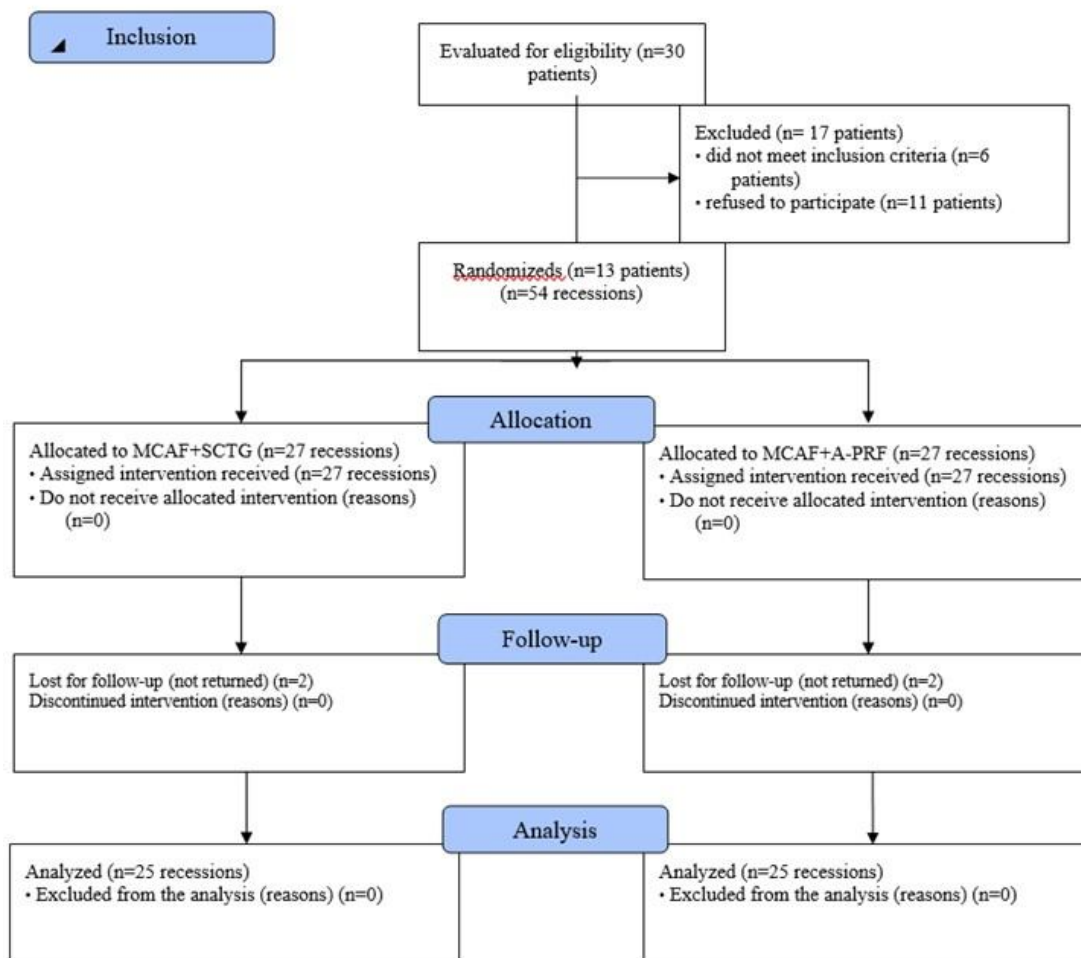 Inclusion
Evaluated for eligibility (n=30
patients)
Excluded (n= 17 patients)
• did not meet inclusion criteria (n=6
patients)
• refused to participate (n=11 patients)
Randomizeds (n=13 patients)
(n=54 recessions)
Allocation
Allocated to MCAF+SCTG (n=27 recessions)
• Assigned intervention received (n=27 recessions)
• Do not receive allocated intervention (reasons)
(n=0)
Allocated to MCAF+A-PRF (n=27 recessions)
• Assigned intervention received (n=27 recessions)
• Do not receive allocated intervention (reasons)
(n=0)
Follow-up
Lost for follow-up (not returned) (n=2)
Discontinued intervention (reasons) (n=0)
Lost for follow-up (not returned) (n=2)
Discontinued intervention (reasons) (n=0)
Analysis
Analyzed (n=25 recessions)
• Excluded from the analysis (reasons) (n=0)
Analyzed (n=25 recessions)
• Excluded from the analysis (reasons) (n=0)